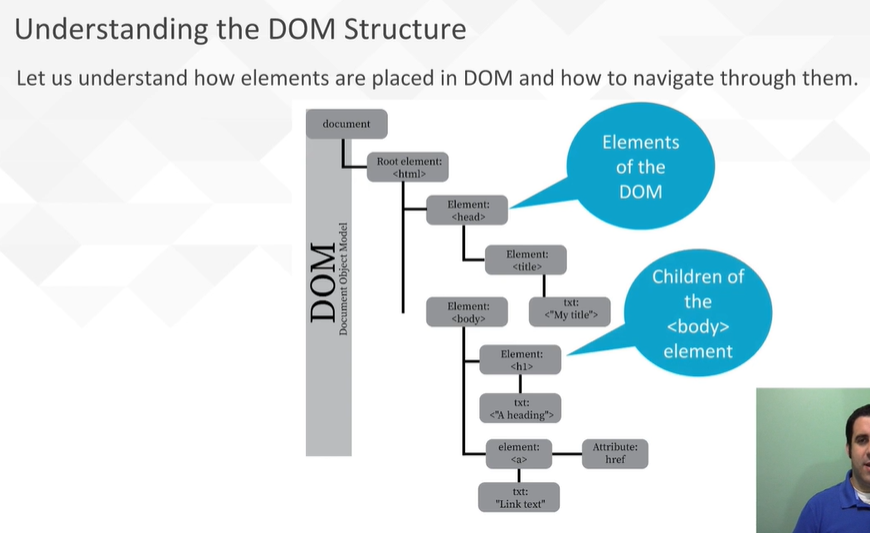 Understanding the DOM Structure
Let us understand how elements are placed in DOM and how to navigate through them.
document
Root element:
<html>
Element:
<head>
Element:
<title>
txt:
<"My title">
Element:
<body>
Element:
<h1>
txt:
<"A heading">
element:
<a>
Attribute:
href
txt:
"Link text"
DOM
Document Object Model
Elements
of the
DOM
Children of
the
<body>
element